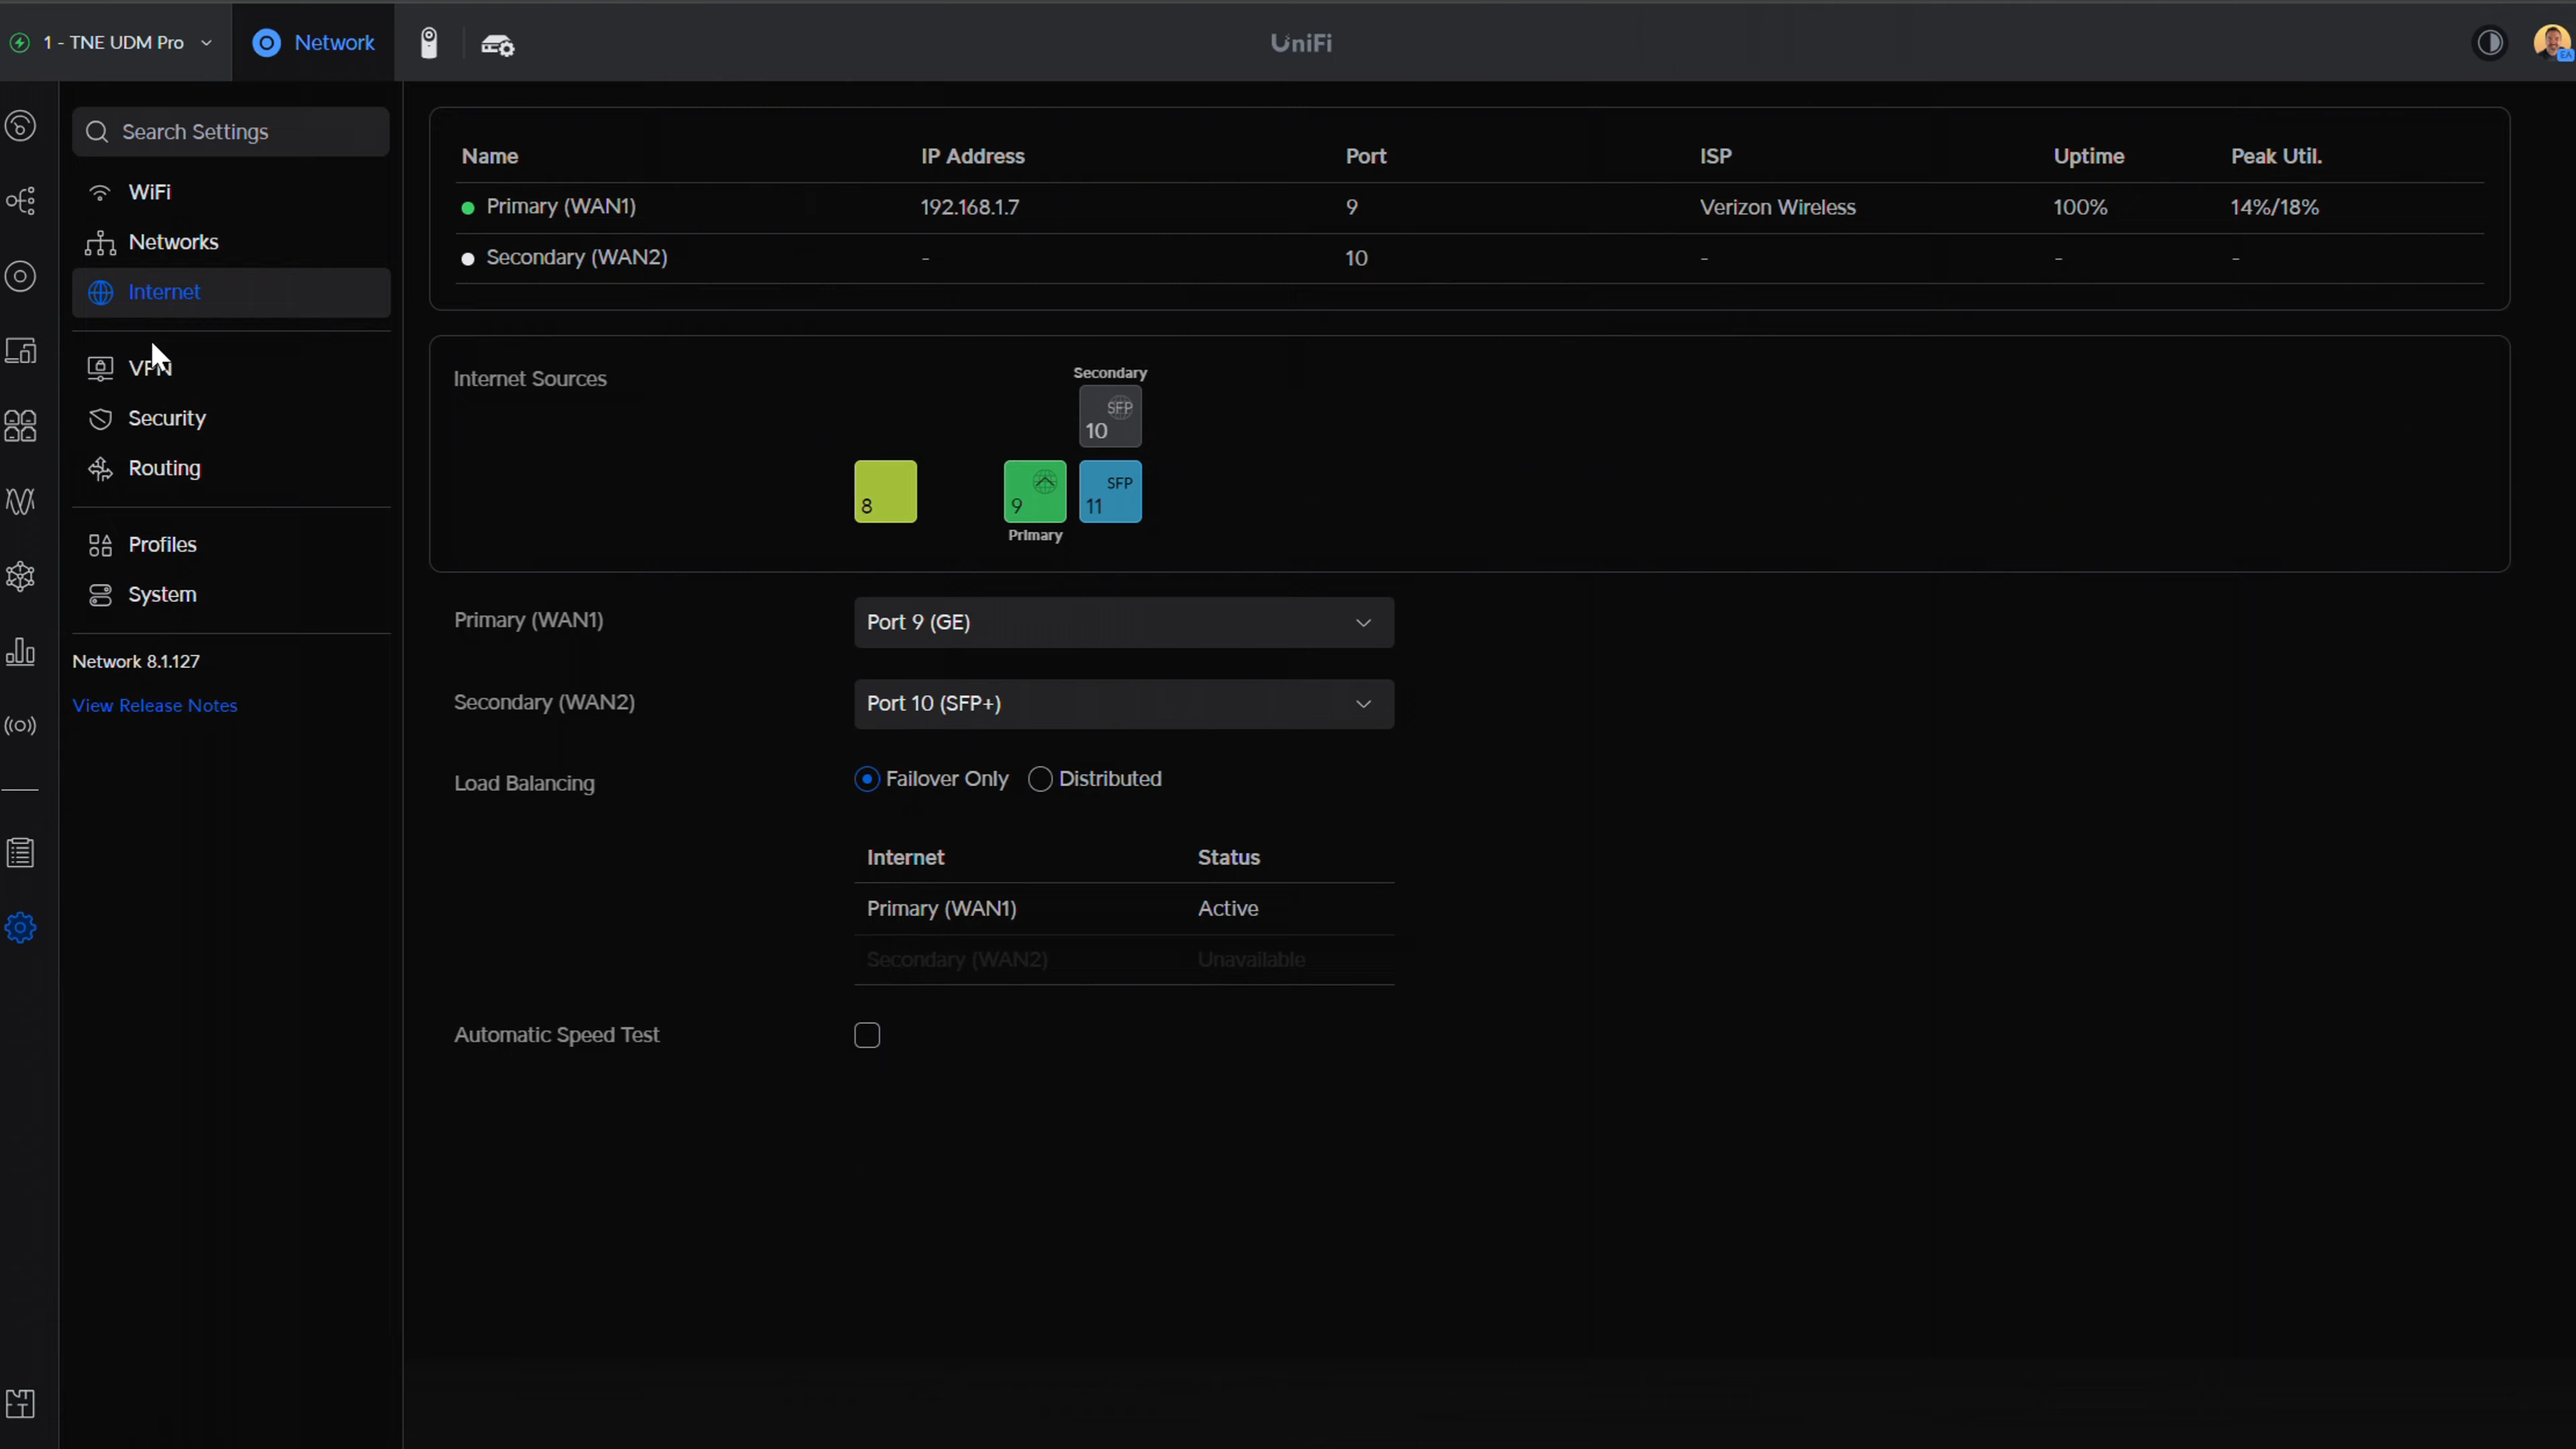 1 - TNE UDM Pro
Network
UniFi
EA
Search Settings
WiFi
Networks
Internet
VPN
Security
Routing
Profiles
System
Network 8.1.127
View Release Notes
Name IP Address Port ISP Uptime Peak Util.
Primary (WAN1) 192.168.1.7 9 Verizon Wireless 100% 14%/18%
Secondary (WAN2) - 10 - - -
Internet Sources
Secondary
SFP
10
8
9
SFP
11
Primary
Primary (WAN1) Port 9 (GE)
Secondary (WAN2) Port 10 (SFP+)
Load Balancing Failover Only Distributed
Internet Status
Primary (WAN1) Active
Secondary (WAN2) Unavailable
Automatic Speed Test